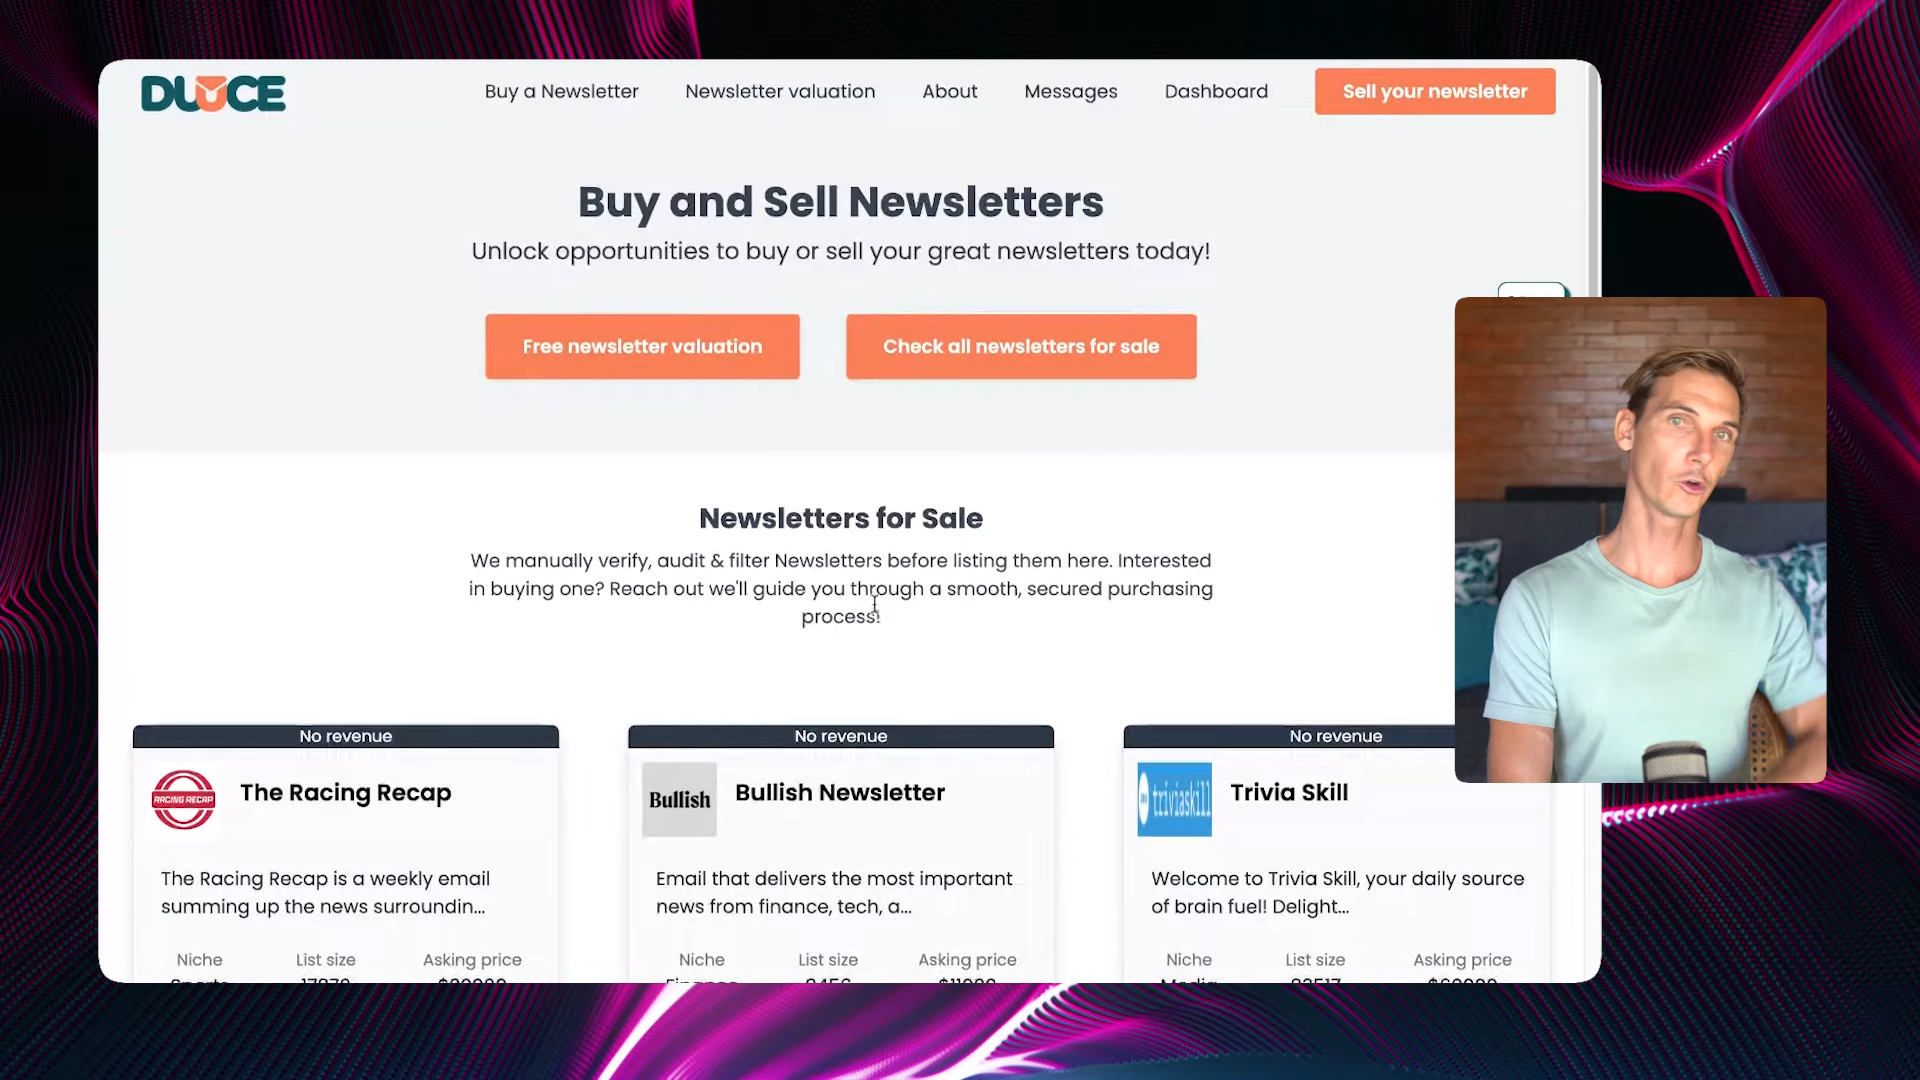 DUUCE
Buy a Newsletter
Newsletter valuation
About
Messages
Dashboard
Sell your newsletter
Buy and Sell Newsletters
Unlock opportunities to buy or sell your great newsletters today!
Free newsletter valuation
Check all newsletters for sale
Newsletters for Sale
We manually verify, audit & filter Newsletters before listing them here. Interested
in buying one? Reach out we'll guide you through a smooth, secured purchasing
process!
No revenue
RACING RECAP
The Racing Recap
The Racing Recap is a weekly email
summing up the news surroundin...
Niche
List size
Asking price
No revenue
Bullish
Bullish Newsletter
Email that delivers the most important
news from finance, tech, a...
Niche
List size
Asking price
No revenue
triviaskill
Trivia Skill
Welcome to Trivia Skill, your daily source
of brain fuel! Delight...
Niche
List size
Asking price